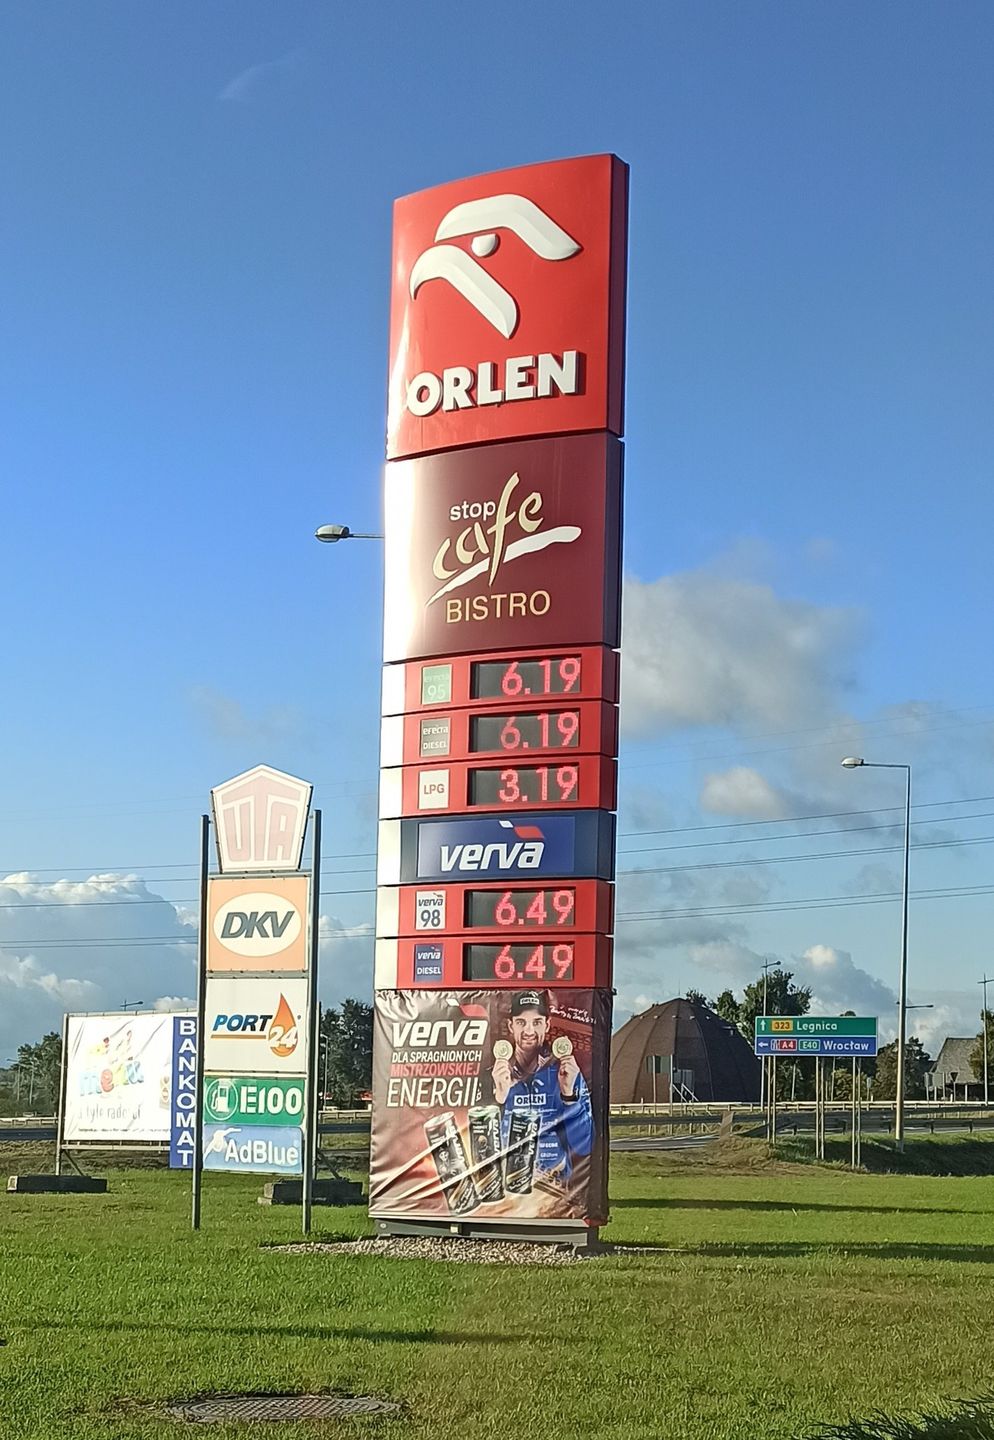 ORLEN
stop
cafe
BISTRO
efecta
95
6.19
efecta
DIESEL
6.19
LPG
3.19
verva
verva
98
6.49
verva
DIESEL
6.49
verva
DLA SPRAGNIONYCH
MISTRZOWSKIEJ
ENERGII
ORLEN
ORLEN
UTA
DKV
PORT 24
E100
AdBlue
BANKOMAT
323 Legnica
A4 E40 Wrocław